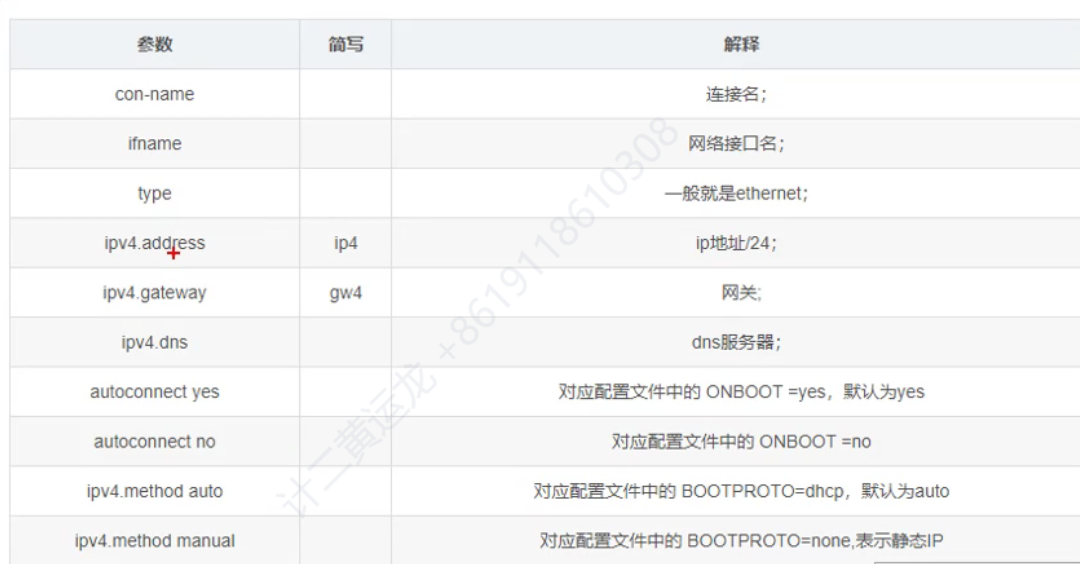 参数 简写 解释
con-name 连接名；
ifname 网络接口名；
type 一般就是ethernet；
ipv4.address ip4 ip地址/24；
ipv4.gateway gw4 网关;
ipv4.dns dns服务器；
autoconnect yes 对应配置文件中的 ONBOOT =yes，默认为yes
autoconnect no 对应配置文件中的 ONBOOT =no
ipv4.method auto 对应配置文件中的 BOOTPROTO=dhcp，默认为auto
ipv4.method manual 对应配置文件中的 BOOTPROTO=none,表示静态IP
计二黄运龙 +8619118610308